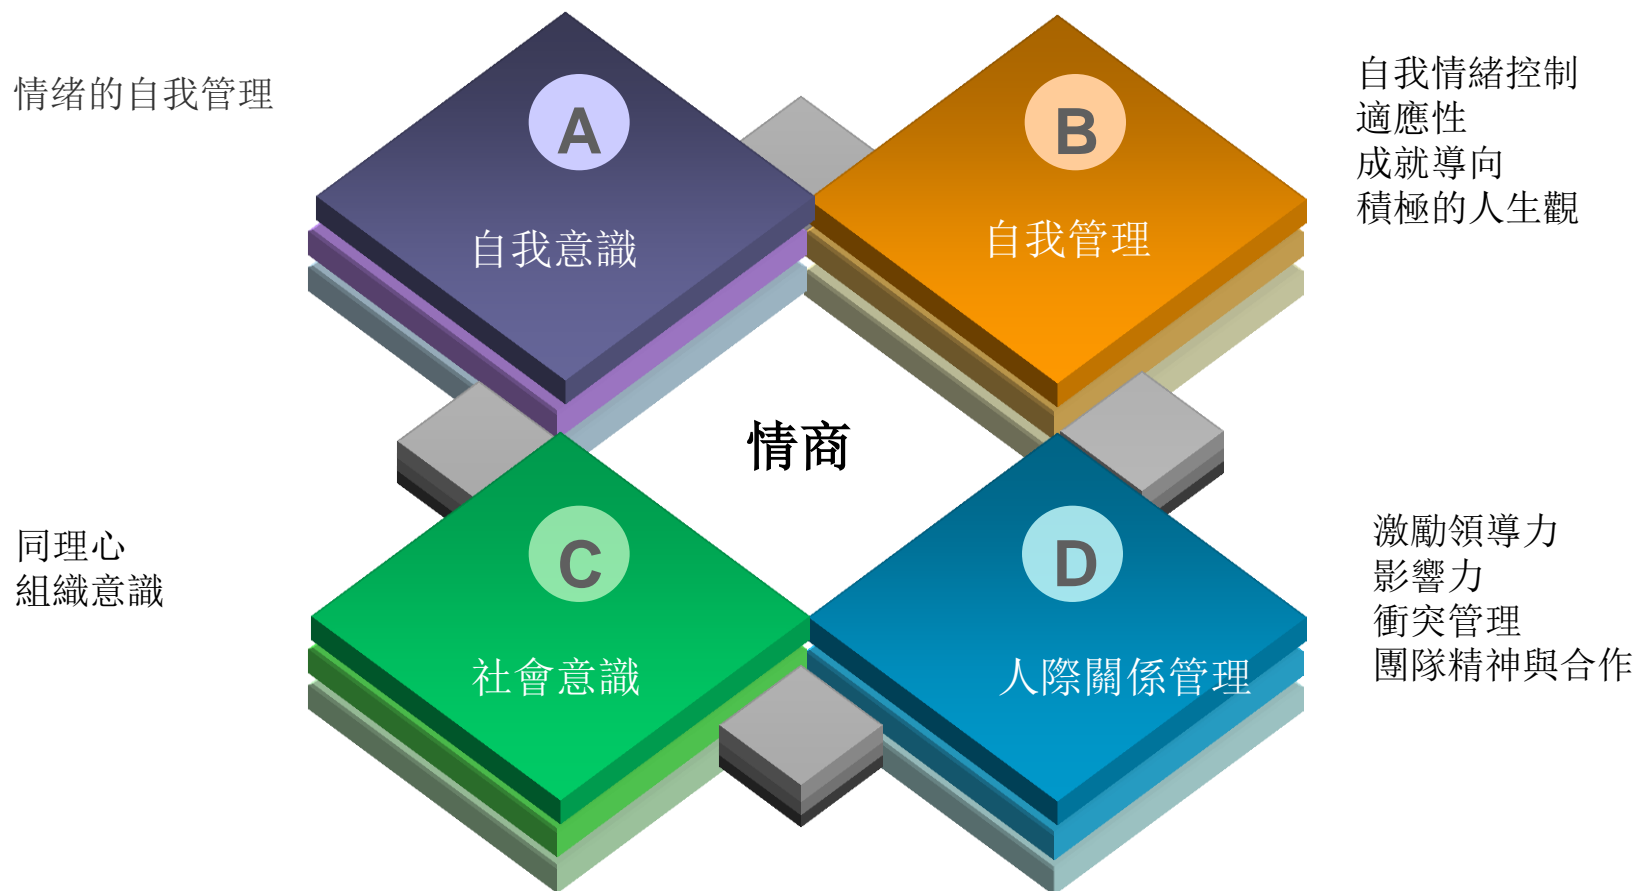 情绪的自我管理
A
自我意識
B
自我管理
自我情緒控制
適應性
成就導向
積極的人生觀
情商
同理心
組織意識
C
社會意識
D
人際關係管理
激勵領導力
影響力
衝突管理
團隊精神與合作